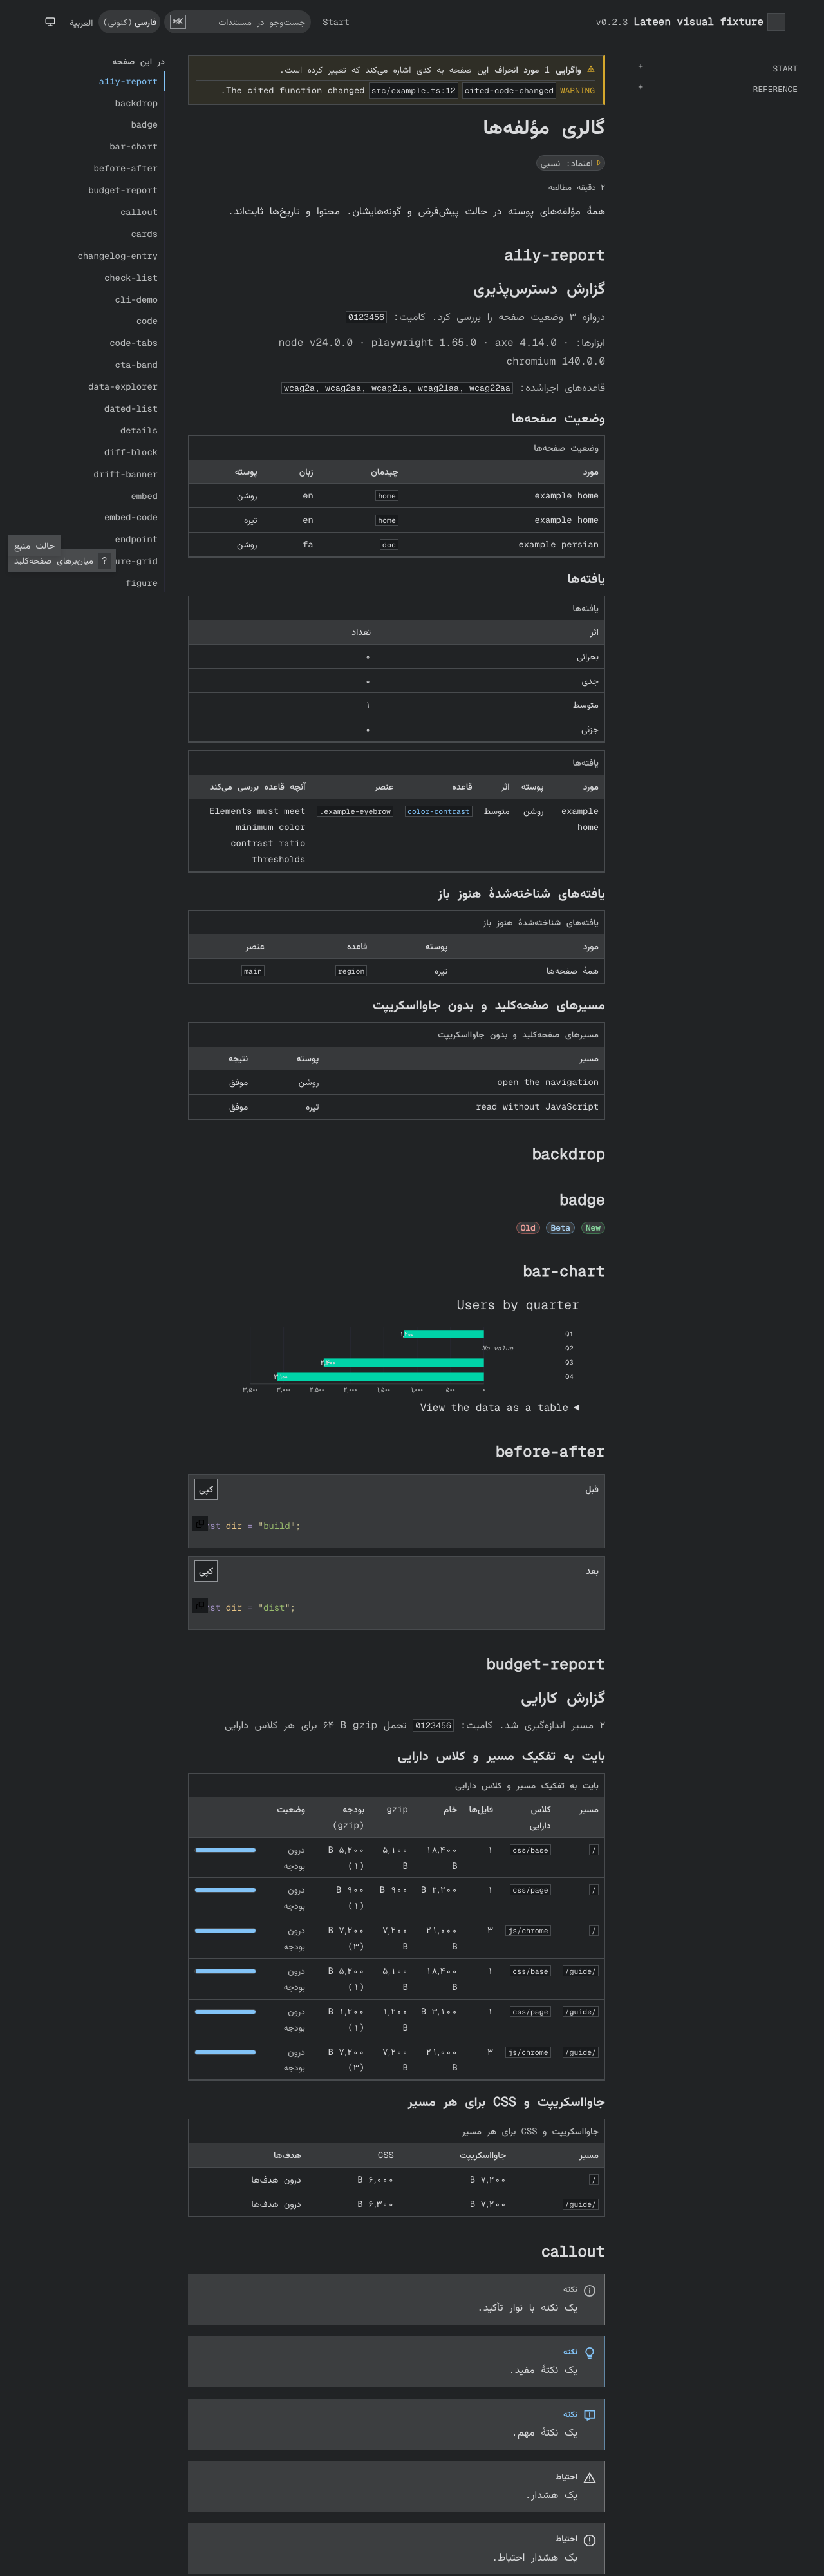 Lateen visual fixture v0.2.3
Start
جست‌وجو در مستندات ⌘K
فارسی (کنونی)
العربية
START +
REFERENCE +
واگرایی 1 مورد انحراف این صفحه به کدی اشاره می‌کند که تغییر کرده است.
WARNING cited-code-changed src/example.ts:12 The cited function changed.
گالری مؤلفه‌ها
اعتماد: نسبی
۲ دقیقه مطالعه
همهٔ مؤلفه‌های پوسته در حالت پیش‌فرض و گونه‌هایشان. محتوا و تاریخ‌ها ثابت‌اند.
a11y-report
گزارش دسترس‌پذیری
دروازه ۳ وضعیت صفحه را بررسی کرد. کامیت: 0123456
ابزارها: node v24.0.0 · playwright 1.65.0 · axe 4.14.0 ·
chromium 140.0.0
قاعده‌های اجراشده: wcag2a, wcag2aa, wcag21a, wcag21aa, wcag22aa
وضعیت صفحه‌ها
وضعیت صفحه‌ها
مورد چیدمان زبان پوسته
example home home en روشن
example home home en تیره
example persian doc fa روشن
یافته‌ها
یافته‌ها
اثر تعداد
بحرانی ۰
جدی ۰
متوسط ۱
جزئی ۰
یافته‌ها
مورد پوسته اثر قاعده عنصر آنچه قاعده بررسی می‌کند
example home روشن متوسط color-contrast .example-eyebrow Elements must meet
minimum color
contrast ratio
thresholds
یافته‌های شناخته‌شدهٔ هنوز باز
یافته‌های شناخته‌شدهٔ هنوز باز
مورد پوسته قاعده عنصر
همهٔ صفحه‌ها تیره region main
مسیرهای صفحه‌کلید و بدون جاوااسکریپت
مسیرهای صفحه‌کلید و بدون جاوااسکریپت
مسیر پوسته نتیجه
open the navigation روشن موفق
read without JavaScript تیره موفق
backdrop
badge
New Beta Old
bar-chart
Users by quarter
Q1 ۱٬۲۰۰
Q2 No value
Q3 ۲٬۴۰۰
Q4 ۳٬۱۰۰
۰ ۵۰۰ ۱٬۰۰۰ ۱٬۵۰۰ ۲٬۰۰۰ ۲٬۵۰۰ ۳٬۰۰۰ ۳٬۵۰۰
View the data as a table
before-after
قبل کپی
dir = "build";
بعد کپی
dir = "dist";
budget-report
گزارش کارایی
۲ مسیر اندازه‌گیری شد. کامیت: 0123456 تحمل ۶۴ B gzip برای هر کلاس دارایی
بایت به تفکیک مسیر و کلاس دارایی
بایت به تفکیک مسیر و کلاس دارایی
مسیر کلاس دارایی فایل‌ها خام gzip بودجه (gzip) وضعیت
/ css/base ۱ ۱۸٬۴۰۰ B ۵٬۱۰۰ B ۵٬۲۰۰ B (۱) درون بودجه
/ css/page ۱ ۲٬۲۰۰ B ۹۰۰ B ۹۰۰ B (۱) درون بودجه
/ js/chrome ۳ ۲۱٬۰۰۰ B ۷٬۲۰۰ B ۷٬۲۰۰ B (۳) درون بودجه
/guide/ css/base ۱ ۱۸٬۴۰۰ B ۵٬۱۰۰ B ۵٬۲۰۰ B (۱) درون بودجه
/guide/ css/page ۱ ۳٬۱۰۰ B ۱٬۲۰۰ B ۱٬۲۰۰ B (۱) درون بودجه
/guide/ js/chrome ۳ ۲۱٬۰۰۰ B ۷٬۲۰۰ B ۷٬۲۰۰ B (۳) درون بودجه
جاوااسکریپت و CSS برای هر مسیر
جاوااسکریپت و CSS برای هر مسیر
مسیر جاوااسکریپت CSS هدف‌ها
/ ۷٬۲۰۰ B ۶٬۰۰۰ B درون هدف‌ها
/guide/ ۷٬۲۰۰ B ۶٬۳۰۰ B درون هدف‌ها
callout
نکته
یک نکته با نوار تأکید.
نکته
یک نکتهٔ مفید.
نکته
یک نکتهٔ مهم.
احتیاط
یک هشدار.
احتیاط
یک هشدار احتیاط.
در این صفحه
a11y-report
backdrop
badge
bar-chart
before-after
budget-report
callout
cards
changelog-entry
check-list
cli-demo
code
code-tabs
cta-band
data-explorer
dated-list
details
diff-block
drift-banner
embed
embed-code
endpoint
figure
حالت منبع
? میان‌برهای صفحه‌کلید